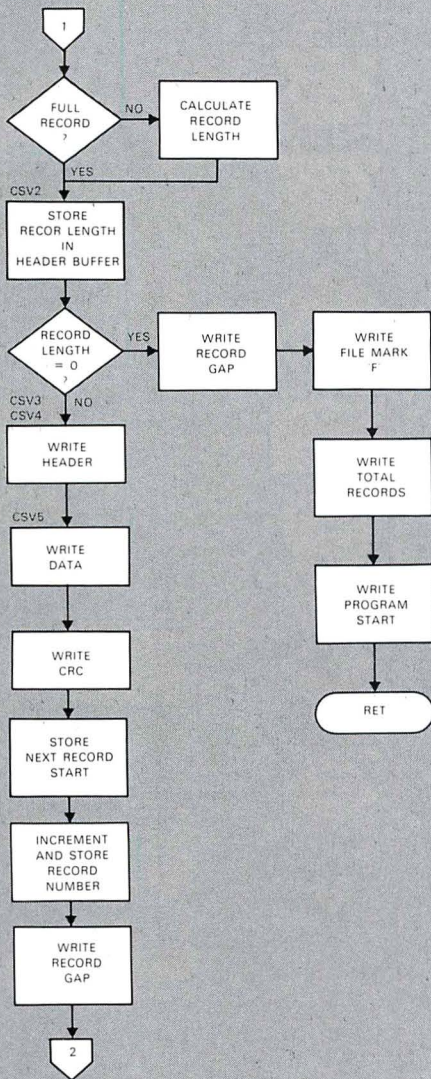 1
FULL
RECORD
?
NO
CALCULATE
RECORD
LENGTH
YES
CSV2
STORE
RECOR LENGTH
IN
HEADER BUFFER
RECORD
LENGTH
= 0
?
YES
WRITE
RECORD
GAP
WRITE
FILE MARK
F
CSV3
CSV4
NO
WRITE
HEADER
WRITE
TOTAL
RECORDS
CSV5
WRITE
DATA
WRITE
PROGRAM
START
WRITE
CRC
RET
STORE
NEXT RECORD
START
INCREMENT
AND STORE
RECORD
NUMBER
WRITE
RECORD
GAP
2